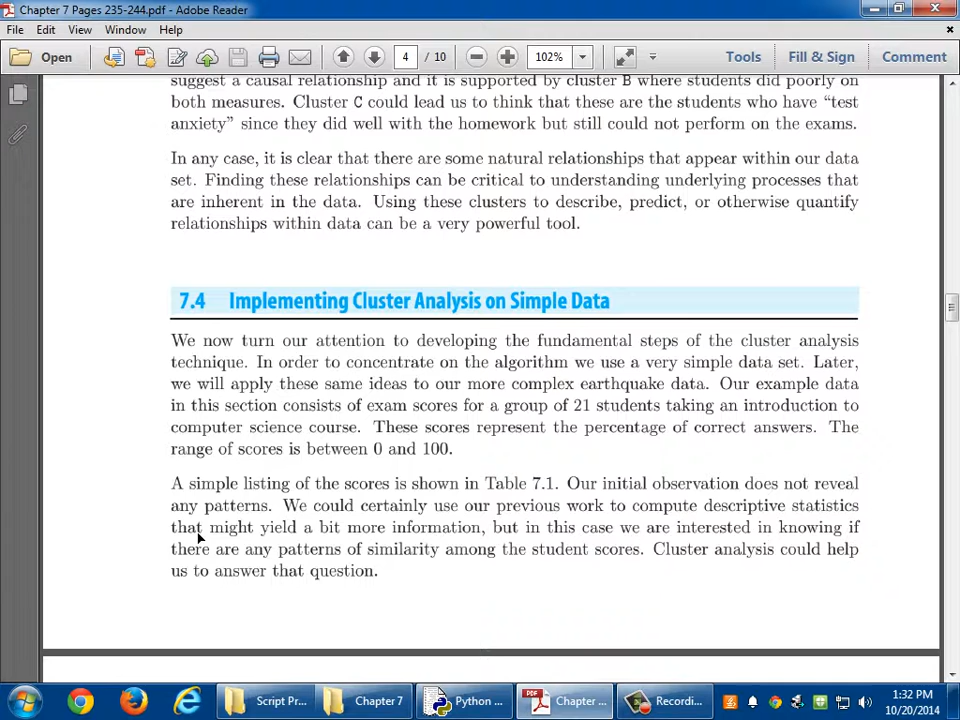 Chapter 7 Pages 235-244.pdf - Adobe Reader
File Edit View Window Help
Open 4 / 10 102% Tools Fill & Sign Comment
suggest a causal relationship and it is supported by cluster B where students did poorly on
both measures. Cluster C could lead us to think that these are the students who have “test
anxiety” since they did well with the homework but still could not perform on the exams.
In any case, it is clear that there are some natural relationships that appear within our data
set. Finding these relationships can be critical to understanding underlying processes that
are inherent in the data. Using these clusters to describe, predict, or otherwise quantify
relationships within data can be a very powerful tool.
7.4 Implementing Cluster Analysis on Simple Data
We now turn our attention to developing the fundamental steps of the cluster analysis
technique. In order to concentrate on the algorithm we use a very simple data set. Later,
we will apply these same ideas to our more complex earthquake data. Our example data
in this section consists of exam scores for a group of 21 students taking an introduction to
computer science course. These scores represent the percentage of correct answers. The
range of scores is between 0 and 100.
A simple listing of the scores is shown in Table 7.1. Our initial observation does not reveal
any patterns. We could certainly use our previous work to compute descriptive statistics
that might yield a bit more information, but in this case we are interested in knowing if
there are any patterns of similarity among the student scores. Cluster analysis could help
us to answer that question.
Script Pr... Chapter 7 Python ... Chapter ... Recordi... 1:32 PM
10/20/2014